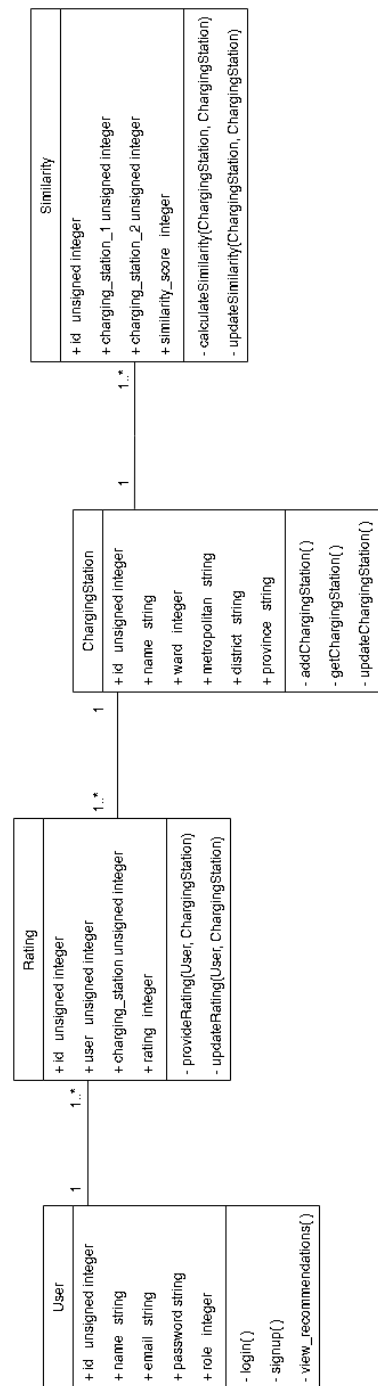 User
+ id unsigned integer
+ name string
+ email string
+ password string
+ role integer
- login()
- signup()
- view_recommendations()
1
1..*
Rating
+ id unsigned integer
+ user unsigned integer
+ charging_station unsigned integer
+ rating integer
- provideRating(User, ChargingStation)
- updateRating(User, ChargingStation)
1..*
1
ChargingStation
+ id unsigned integer
+ name string
+ ward integer
+ metropolitan string
+ district string
+ province string
- addChargingStation()
- getChargingStation()
- updateChargingStation()
1
1..*
Similarity
+ id unsigned integer
+ charging_station_1 unsigned integer
+ charging_station_2 unsigned integer
+ similarity_score integer
- calculateSimilarity(ChargingStation, ChargingStation)
- updateSimilarity(ChargingStation, ChargingStation)